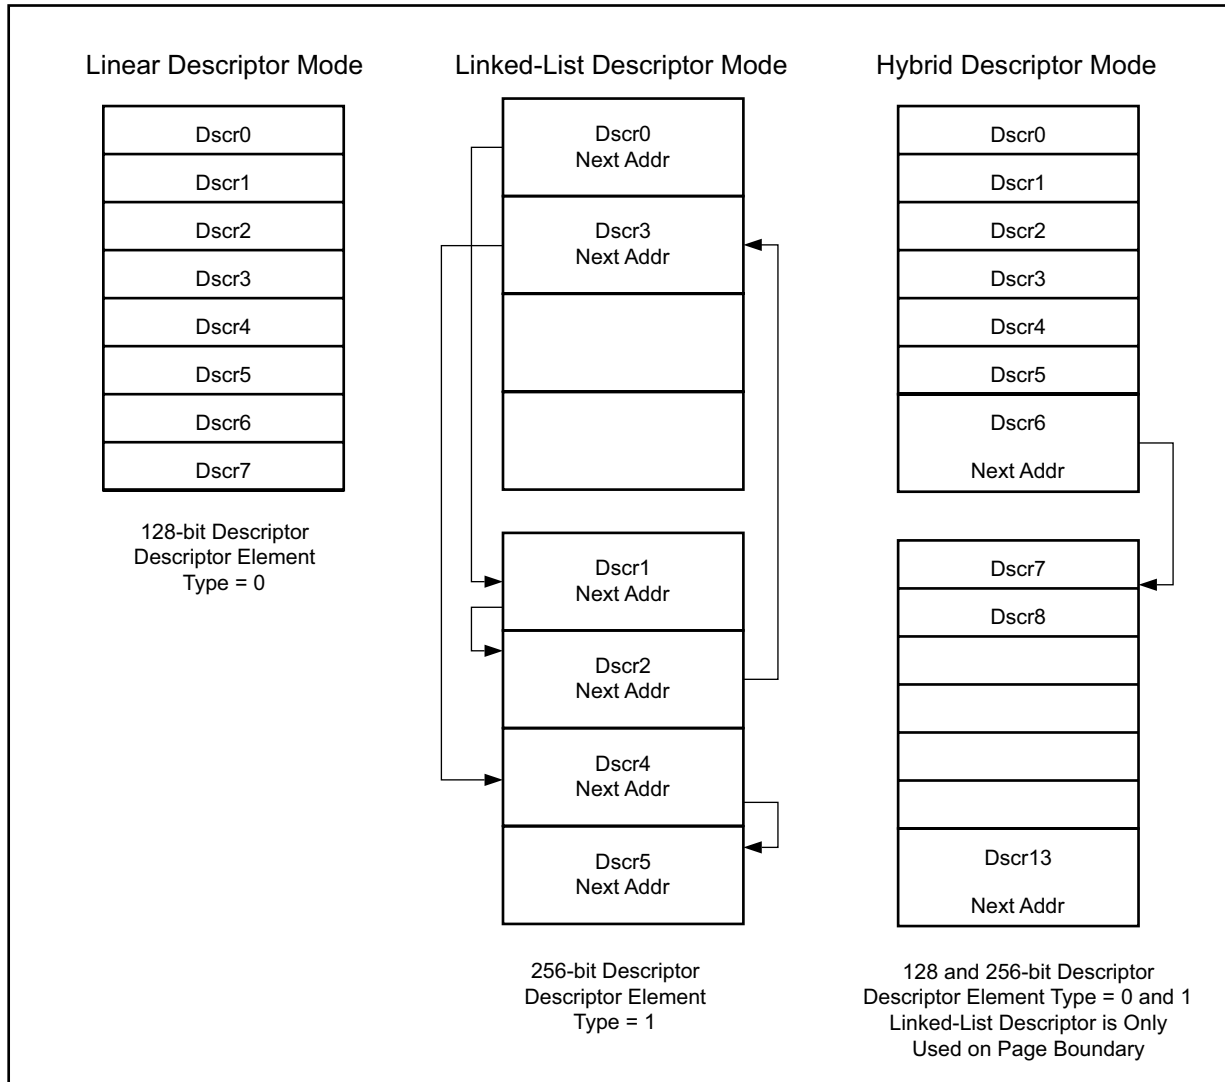 Linear Descriptor Mode
Dscr0
Dscr1
Dscr2
Dscr3
Dscr4
Dscr5
Dscr6
Dscr7
128-bit Descriptor
Descriptor Element
Type = 0
Linked-List Descriptor Mode
Dscr0
Next Addr
Dscr3
Next Addr
Dscr1
Next Addr
Dscr2
Next Addr
Dscr4
Next Addr
Dscr5
Next Addr
256-bit Descriptor
Descriptor Element
Type = 1
Hybrid Descriptor Mode
Dscr0
Dscr1
Dscr2
Dscr3
Dscr4
Dscr5
Dscr6
Next Addr
Dscr7
Dscr8
Dscr13
Next Addr
128 and 256-bit Descriptor
Descriptor Element Type = 0 and 1
Linked-List Descriptor is Only
Used on Page Boundary